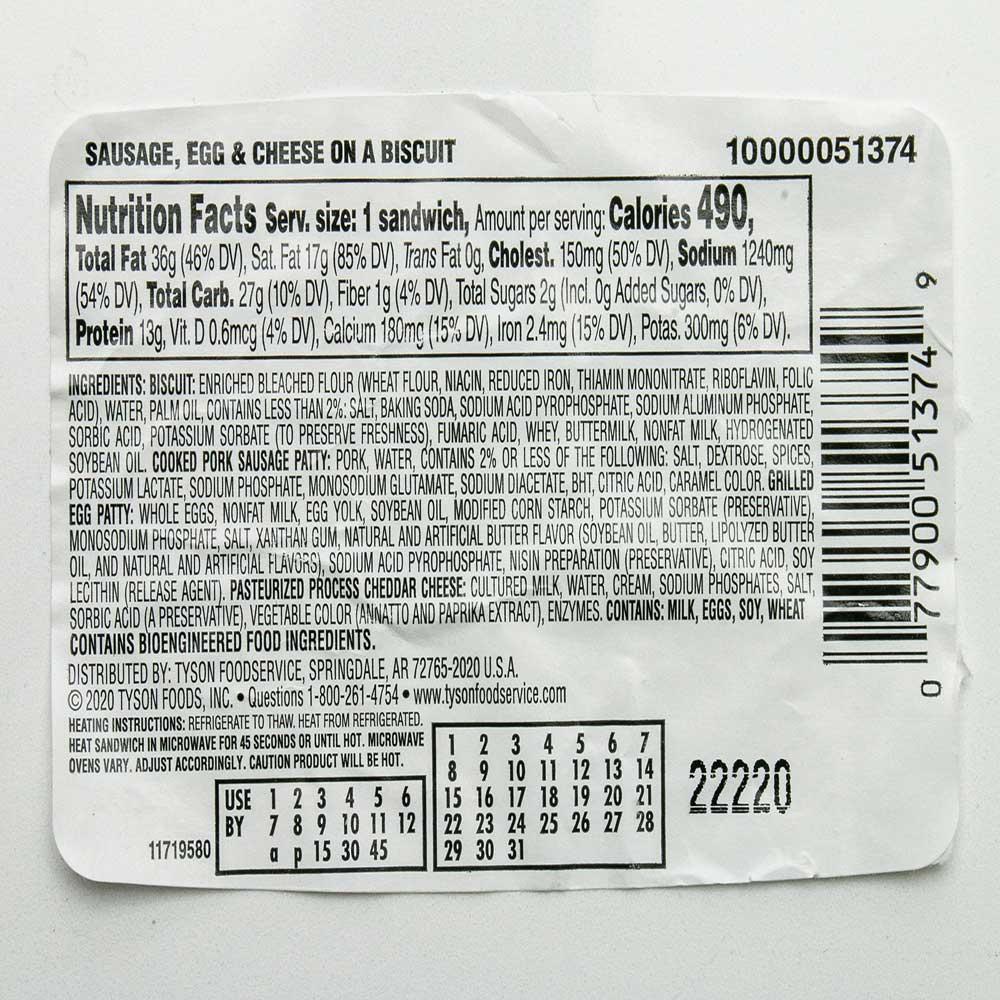 SAUSAGE, EGG & CHEESE ON A BISCUIT
10000051374
Nutrition Facts Serv. size: 1 sandwich, Amount per serving: Calories 490,
Total Fat 36g (46% DV), Sat. Fat 17g (85% DV), Trans Fat 0g, Cholest. 150mg (50% DV), Sodium 1240mg
(54% DV), Total Carb. 27g (10% DV), Fiber 1g (4% DV), Total Sugars 2g (Incl. 0g Added Sugars, 0% DV),
Protein 13g, Vit. D 0.6mcg (4% DV), Calcium 180mg (15% DV), Iron 2.4mg (15% DV), Potas. 300mg (6% DV).
INGREDIENTS: BISCUIT: ENRICHED BLEACHED FLOUR (WHEAT FLOUR, NIACIN, REDUCED IRON, THIAMIN MONONITRATE, RIBOFLAVIN, FOLIC
ACID), WATER, PALM OIL, CONTAINS LESS THAN 2%: SALT, BAKING SODA, SODIUM ACID PYROPHOSPHATE, SODIUM ALUMINUM PHOSPHATE,
SORBIC ACID, POTASSIUM SORBATE (TO PRESERVE FRESHNESS), FUMARIC ACID, WHEY, BUTTERMILK, NONFAT MILK, HYDROGENATED
SOYBEAN OIL. COOKED PORK SAUSAGE PATTY: PORK, WATER, CONTAINS 2% OR LESS OF THE FOLLOWING: SALT, DEXTROSE, SPICES,
POTASSIUM LACTATE, SODIUM PHOSPHATE, MONOSODIUM GLUTAMATE, SODIUM DIACETATE, BHT, CITRIC ACID, CARAMEL COLOR. GRILLED
EGG PATTY: WHOLE EGGS, NONFAT MILK, EGG YOLK, SOYBEAN OIL, MODIFIED CORN STARCH, POTASSIUM SORBATE (PRESERVATIVE),
MONOSODIUM PHOSPHATE, SALT, XANTHAN GUM, NATURAL AND ARTIFICIAL BUTTER FLAVOR (SOYBEAN OIL, BUTTER, LIPOLYZED BUTTER
OIL, AND NATURAL AND ARTIFICIAL FLAVORS), SODIUM ACID PYROPHOSPHATE, NISIN PREPARATION (PRESERVATIVE), CITRIC ACID, SOY
LECITHIN (RELEASE AGENT). PASTEURIZED PROCESS CHEDDAR CHEESE: CULTURED MILK, WATER, CREAM, SODIUM PHOSPHATES, SALT,
SORBIC ACID (A PRESERVATIVE), VEGETABLE COLOR (ANNATTO AND PAPRIKA EXTRACT), ENZYMES. CONTAINS: MILK, EGGS, SOY, WHEAT
CONTAINS BIOENGINEERED FOOD INGREDIENTS.
DISTRIBUTED BY: TYSON FOODSERVICE, SPRINGDALE, AR 72765-2020 U.S.A.
© 2020 TYSON FOODS, INC. • Questions 1-800-261-4754 • www.tysonfoodservice.com
HEATING INSTRUCTIONS: REFRIGERATE TO THAW. HEAT FROM REFRIGERATED.
HEAT SANDWICH IN MICROWAVE FOR 45 SECONDS OR UNTIL HOT. MICROWAVE
OVENS VARY. ADJUST ACCORDINGLY. CAUTION PRODUCT WILL BE HOT.
11719580
USE 1 2 3 4 5 6
BY 7 8 9 10 11 12
a p 15 30 45
1 2 3 4 5 6 7
8 9 10 11 12 13 14
15 16 17 18 19 20 21
22 23 24 25 26 27 28
29 30 31
22220
0 77900 51374 9